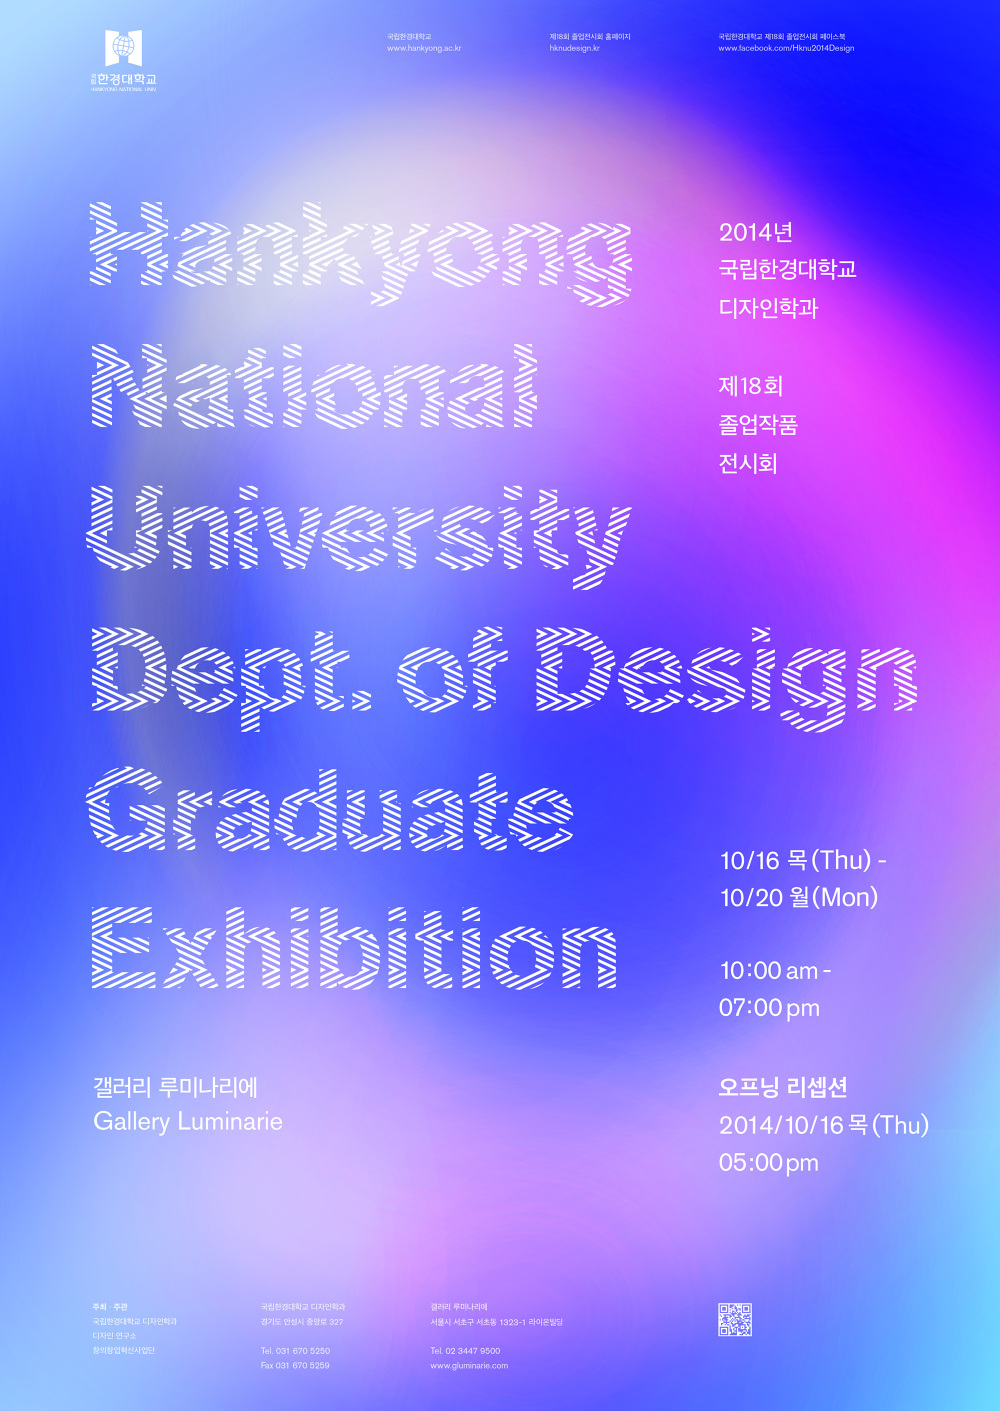 국립한경대학교
HANKYONG NATIONAL UNIV.
국립한경대학교
www.hankyong.ac.kr
제18회 졸업전시회 홈페이지
hknudesign.kr
국립한경대학교 제18회 졸업전시회 페이스북
www.facebook.com/Hknu2014Design
Hankyong
National
University
Dept. of Design
Graduate
Exhibition
2014년
국립한경대학교
디자인학과
제18회
졸업작품
전시회
10/16 목(Thu) -
10/20 월(Mon)
10:00 am -
07:00 pm
갤러리 루미나리에
Gallery Luminarie
오프닝 리셉션
2014/10/16 목(Thu)
05:00 pm
주최 · 주관
국립한경대학교 디자인학과
디자인 연구소
창의창업혁신사업단
국립한경대학교 디자인학과
경기도 안성시 중앙로 327
Tel. 031 670 5250
Fax 031 670 5259
갤러리 루미나리에
서울시 서초구 서초동 1323-1 라이온빌딩
Tel. 02 3447 9500
www.gluminarie.com